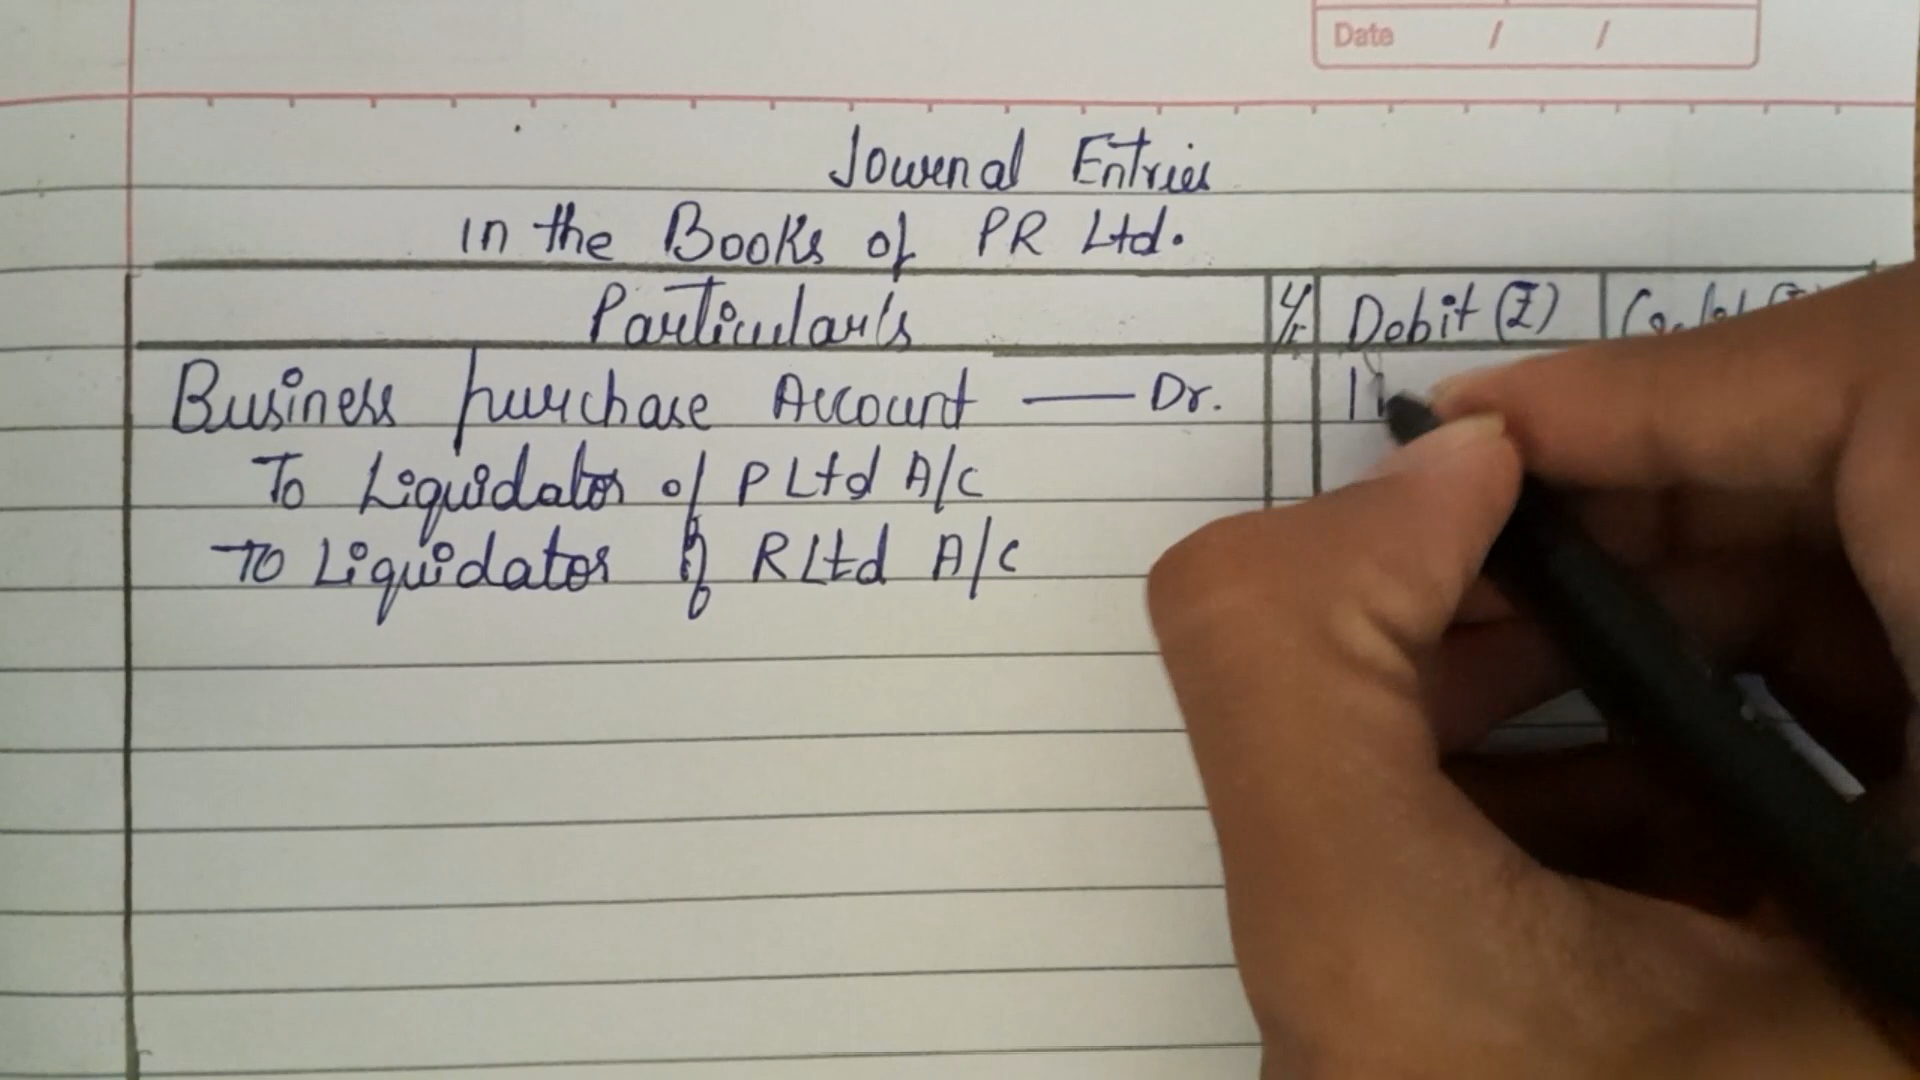 Date / /
Journal Entries
in the Books of PR Ltd.
Particulars L/F Debit (₹)
Business purchase Account — Dr.
To Liquidator of P Ltd A/c
To Liquidator of R Ltd A/c